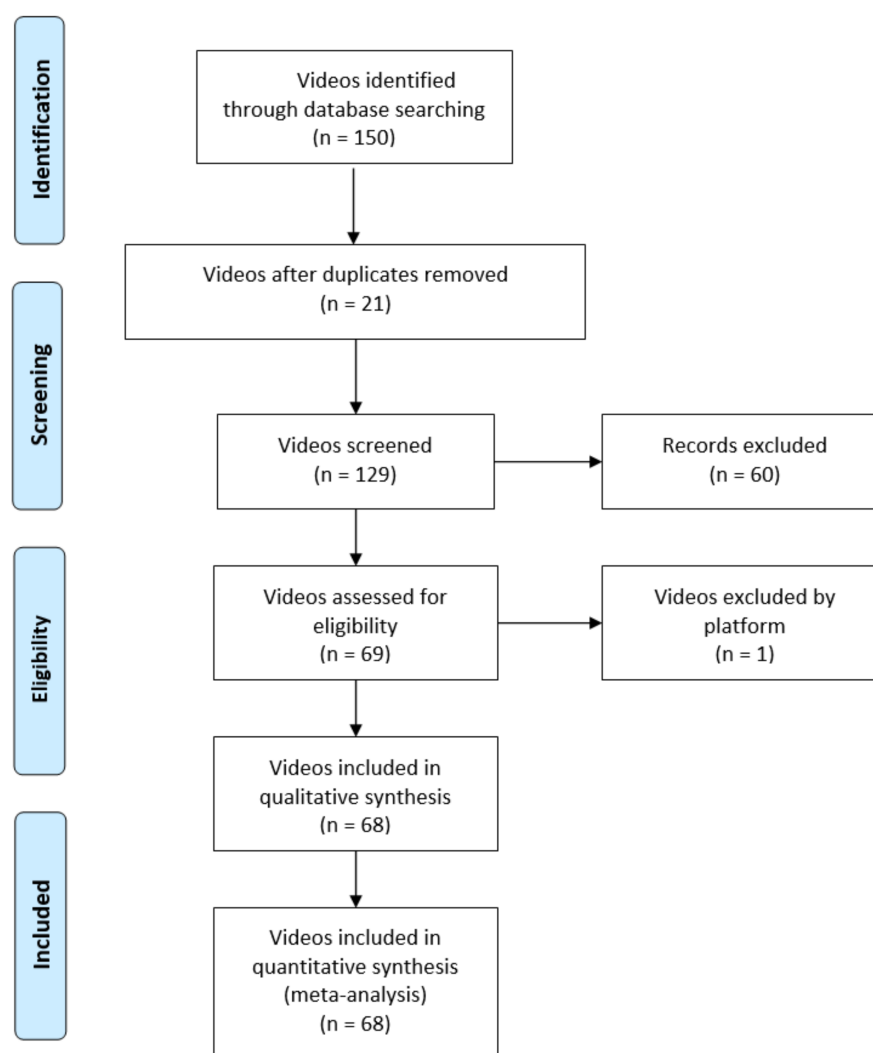 Identification
Videos identified
through database searching
(n = 150)
Videos after duplicates removed
(n = 21)
Screening
Videos screened
(n = 129)
Records excluded
(n = 60)
Eligibility
Videos assessed for
eligibility
(n = 69)
Videos excluded by
platform
(n = 1)
Videos included in
qualitative synthesis
(n = 68)
Included
Videos included in
quantitative synthesis
(meta-analysis)
(n = 68)